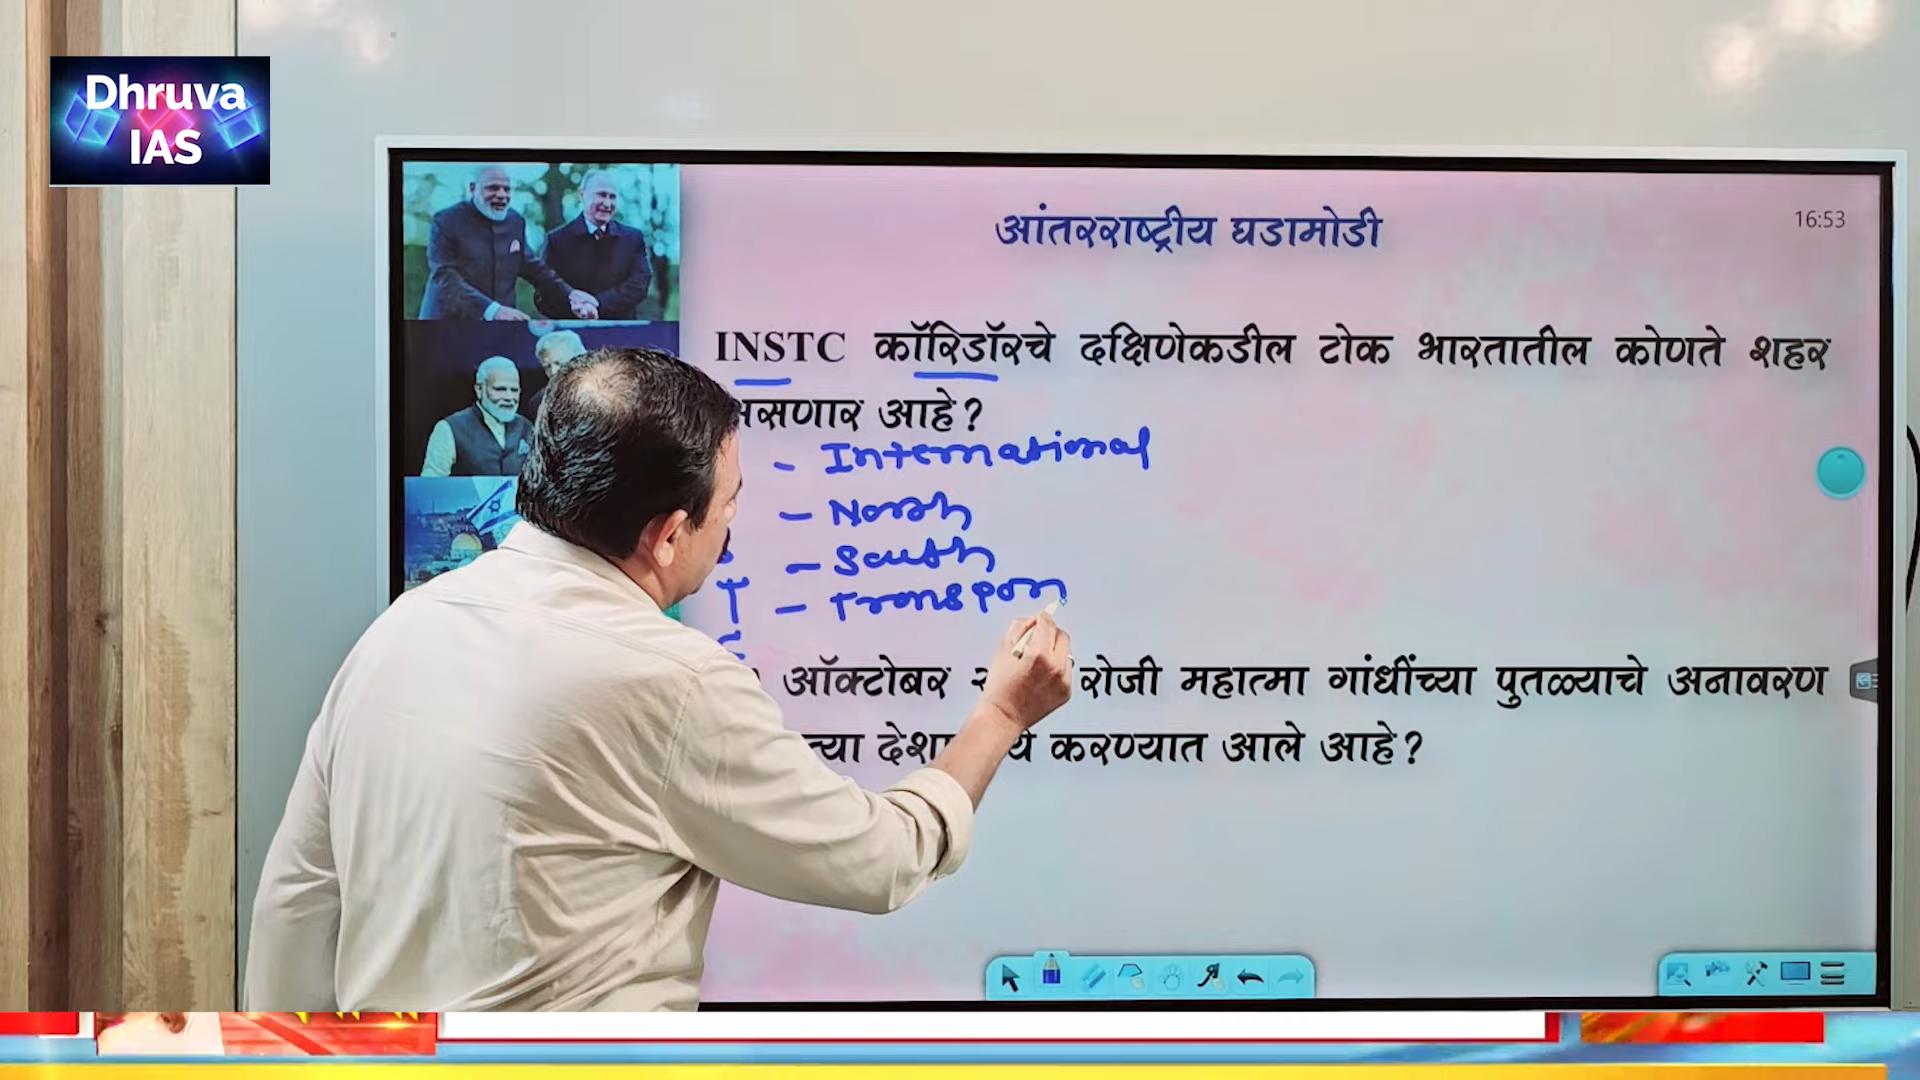 Dhruva
IAS
आंतरराष्ट्रीय घडामोडी
16:53
INSTC कॉरिडॉरचे दक्षिणेकडील टोक भारतातील कोणते शहर
असणार आहे?
- International
- North
- South
T - Transpor
ऑक्टोबर रोजी महात्मा गांधींच्या पुतळ्याचे अनावरण
करण्यात आले आहे?